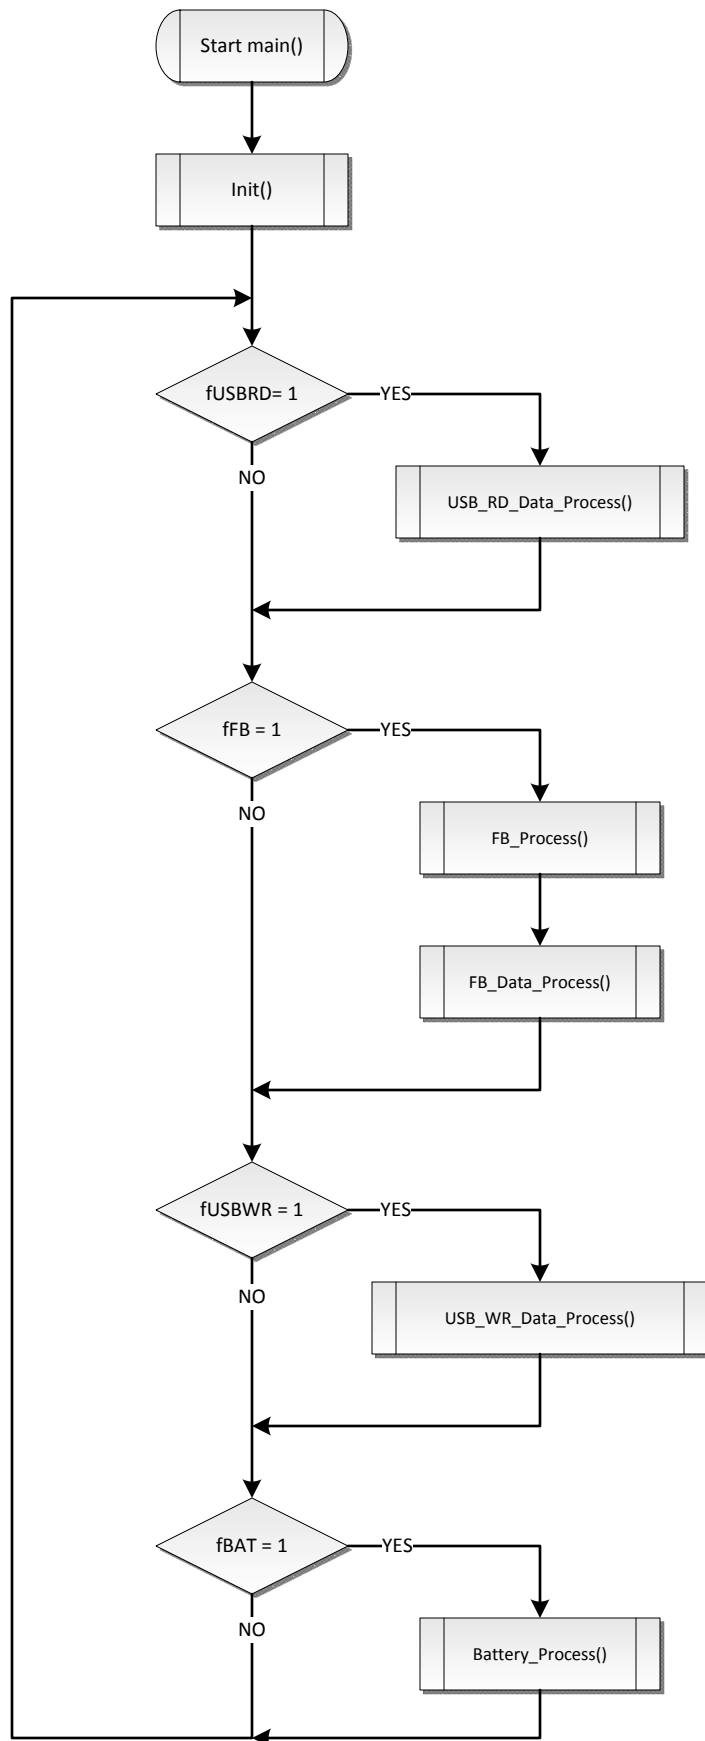 Start main()
Init()
fUSBRD= 1
YES
NO
USB_RD_Data_Process()
fFB = 1
YES
NO
FB_Process()
FB_Data_Process()
fUSBWR = 1
YES
NO
USB_WR_Data_Process()
fBAT = 1
YES
NO
Battery_Process()